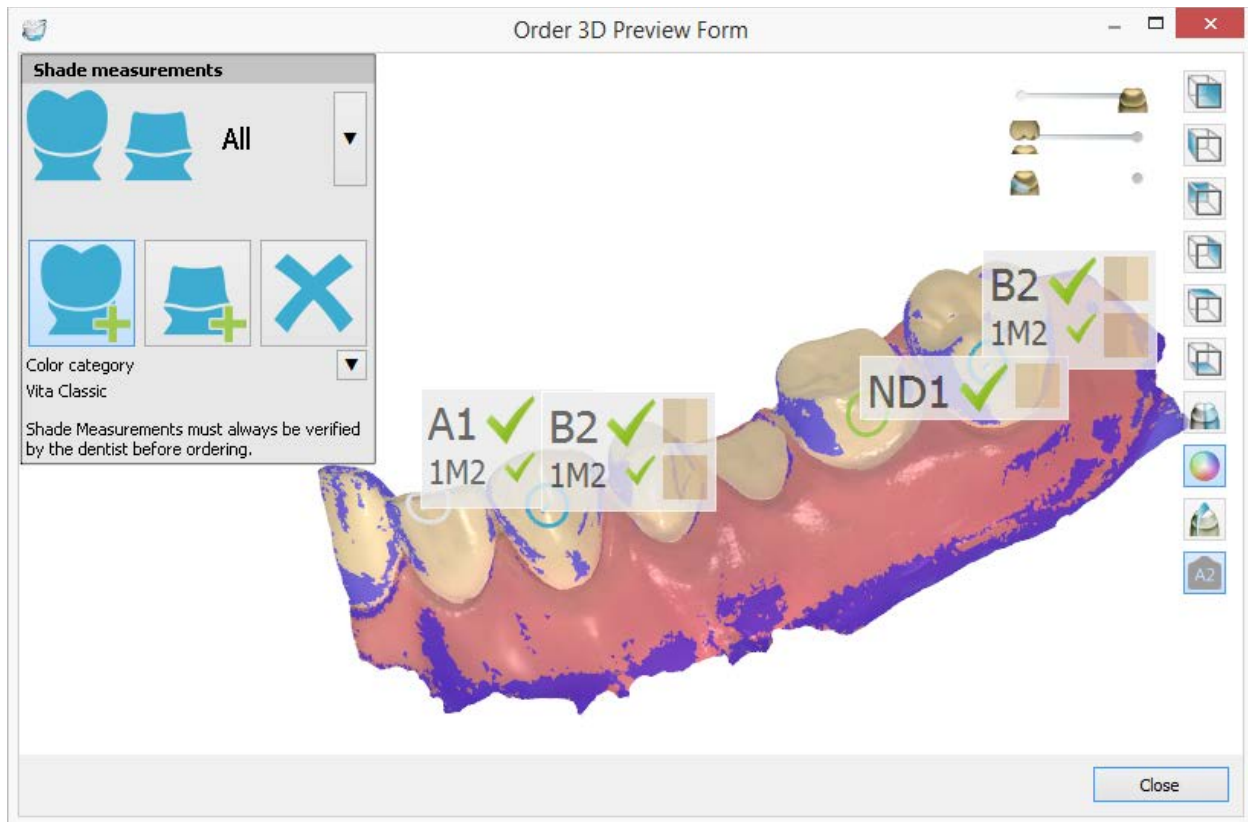 Order 3D Preview Form
Shade measurements
All
Color category
Vita Classic
Shade Measurements must always be verified
by the dentist before ordering.
A1
1M2
B2
1M2
ND1
B2
1M2
A2
Close